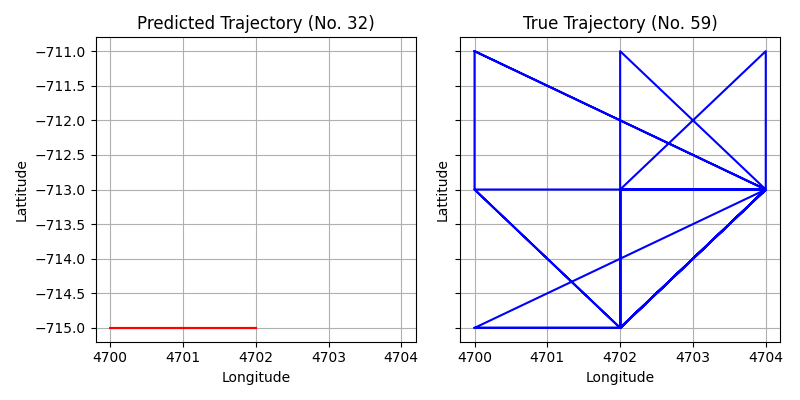 Predicted Trajectory (No. 32)
−711.0
−711.5
−712.0
−712.5
−713.0
−713.5
−714.0
−714.5
−715.0
Lattitude
4700 4701 4702 4703 4704
Longitude
True Trajectory (No. 59)
Lattitude
4700 4701 4702 4703 4704
Longitude